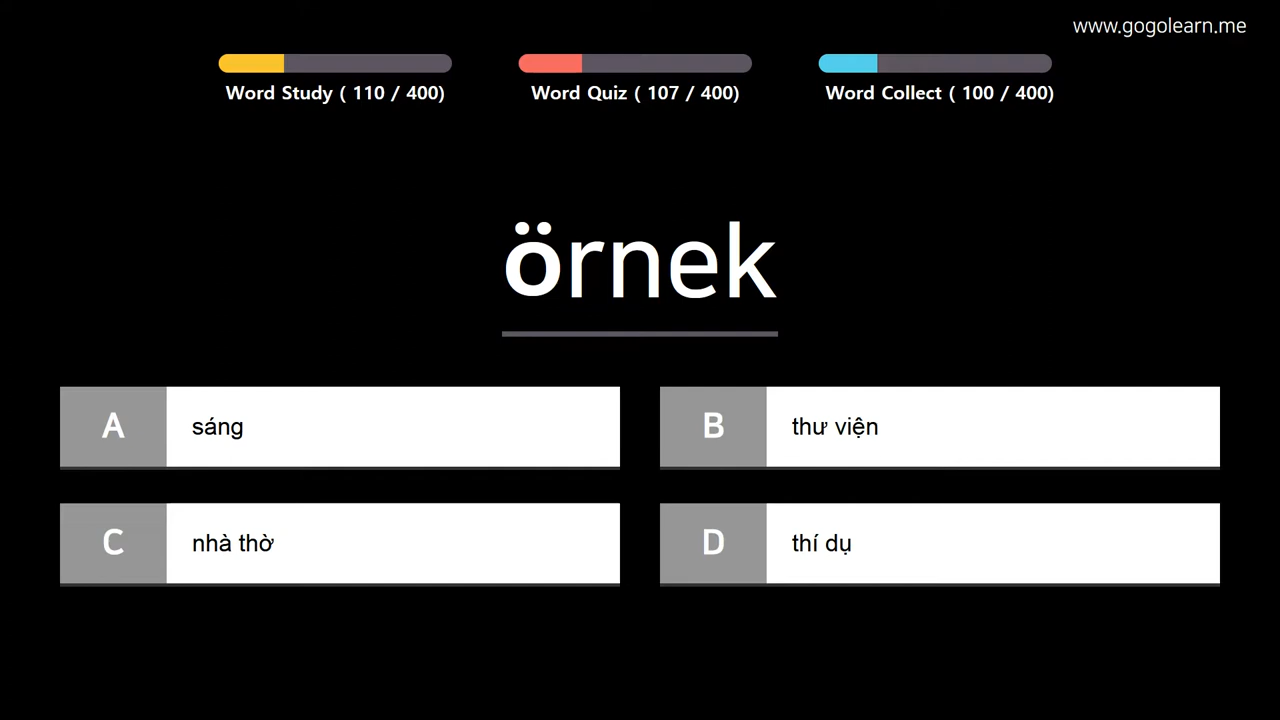 www.gogolearn.me
Word Study ( 110 / 400)
Word Quiz ( 107 / 400)
Word Collect ( 100 / 400)
örnek
A
sáng
B
thư viện
C
nhà thờ
D
thí dụ